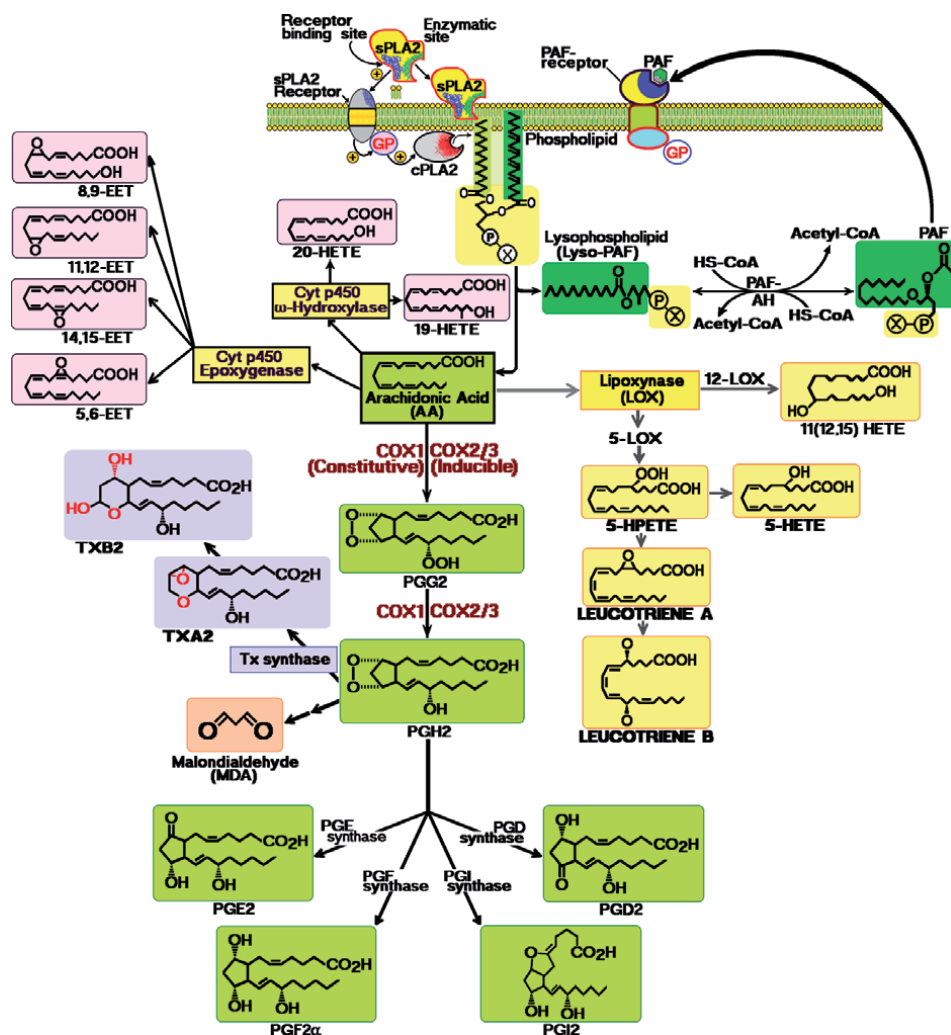 Receptor
binding site
Enzymatic
site
sPLA2
sPLA2
Receptor
sPLA2
GP
cPLA2
Phospholipid
PAF-
receptor
PAF
GP
O
O
O
O
P
X
COOH
OH
8,9-EET
COOH
O
11,12-EET
COOH
O
14,15-EET
O
COOH
5,6-EET
COOH
OH
20-HETE
Cyt p450
ω-Hydroxylase
COOH
OH
19-HETE
Cyt p450
Epoxygenase
COOH
Arachidonic Acid
(AA)
Lysophospholipid
(Lyso-PAF)
O
O
P
X
Acetyl-CoA
HS-CoA
PAF-
AH
Acetyl-CoA
HS-CoA
PAF
O
O
X
P
Lipoxynase
(LOX)
12-LOX
COOH
OH
HO
11(12,15) HETE
5-LOX
OOH
COOH
5-HPETE
OH
COOH
5-HETE
O
COOH
LEUCOTRIENE A
O
COOH
O
LEUCOTRIENE B
COX1
COX2/3
(Constitutive)
(Inducible)
O
O
CO2H
OOH
PGG2
COX1
COX2/3
O
O
CO2H
OH
PGH2
OH
HO
O
CO2H
OH
TXB2
O
O
CO2H
OH
TXA2
Tx synthase
O
O
Malondialdehyde
(MDA)
PGE
synthase
PGF
synthase
PGI
synthase
PGD
synthase
O
CO2H
OH
OH
PGE2
OH
CO2H
OH
OH
PGF2α
O
CO2H
OH
OH
PGI2
OH
CO2H
O
OH
PGD2